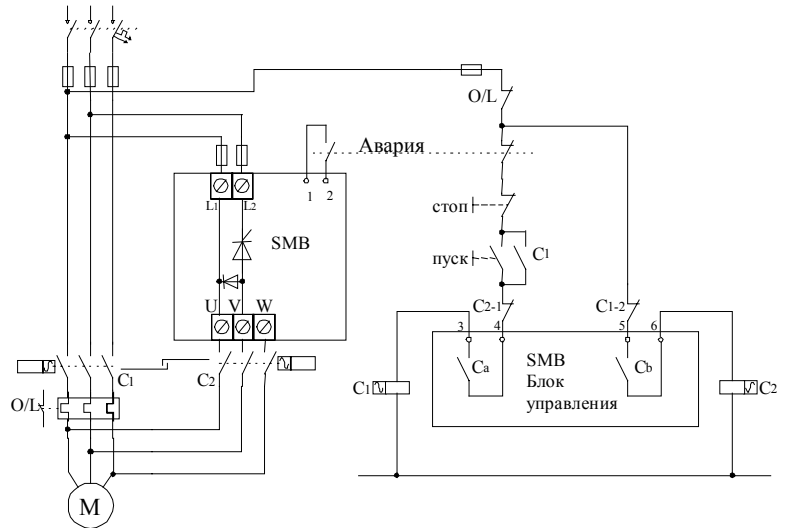 O/L
Авария
1 2
L1 L2
стоп
SMB
C1
пуск
U V W
C2-1
C1-2
3 4 5 6
Ca
SMB
Cb
Блок
управления
C1
C2
C1
C2
O/L
M